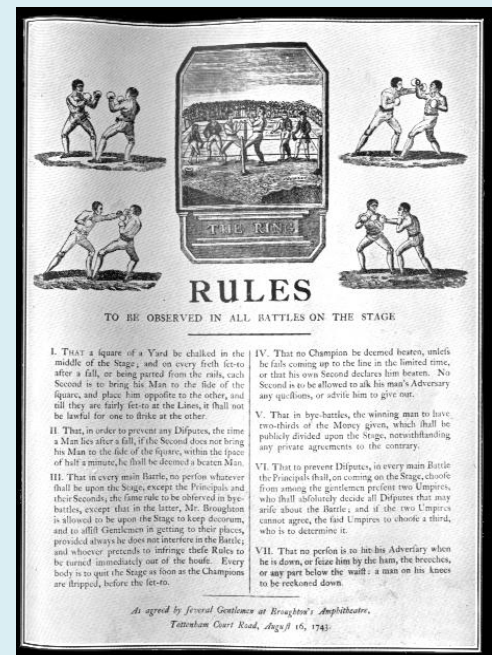 THE RING
RULES
TO BE OBSERVED IN ALL BATTLES ON THE STAGE
I. THAT a ſquare of a Yard be chalked in the
middle of the Stage; and on every freſh ſet-to
after a fall, or being parted from the rails, each
Second is to bring his Man to the ſide of the
ſquare, and place him oppoſite to the other, and
till they are fairly ſet-to at the Lines, it ſhall not
be lawful for one to ſtrike at the other.
II. That, in order to prevent any Diſputes, the time
a Man lies after a fall, if the Second does not bring
his Man to the ſide of the ſquare, within the ſpace
of half a minute, he ſhall be deemed a beaten Man.
III. That in every main Battle, no perſon whatever
ſhall be upon the Stage, except the Principals and
their Seconds; the ſame rule to be obſerved in bye-
battles, except that in the latter, Mr. Broughton
is allowed to be upon the Stage to keep decorum,
and to aſſiſt Gentlemen in getting to their places,
provided always he does not interfere in the Battle;
and whoever pretends to infringe theſe Rules to
be turned immediately out of the houſe. Every
body is to quit the Stage as ſoon as the Champions
are ſtripped, before the ſet-to.
IV. That no Champion be deemed beaten, unleſs
he fails coming up to the line in the limited time,
or that his own Second declares him beaten. No
Second is to be allowed to aſk his man's Adverſary
any queſtions, or adviſe him to give out.
V. That in bye-battles, the winning man to have
two-thirds of the Money given, which ſhall be
publicly divided upon the Stage, notwithſtanding
any private agreements to the contrary.
VI. That to prevent Diſputes, in every main Battle
the Principals ſhall, on coming on the Stage, chooſe
from among the gentlemen preſent two Umpires,
who ſhall abſolutely decide all Diſputes that may
ariſe about the Battle; and if the two Umpires
cannot agree, the ſaid Umpires to chooſe a third,
who is to determine it.
VII. That no perſon is to hit his Adverſary when
he is down, or ſeize him by the ham, the breeches,
or any part below the waiſt: a man on his knees
to be reckoned down.
As agreed by ſeveral Gentlemen at Broughton's Amphitheatre,
Tottenham Court Road, Auguſt 16, 1743.